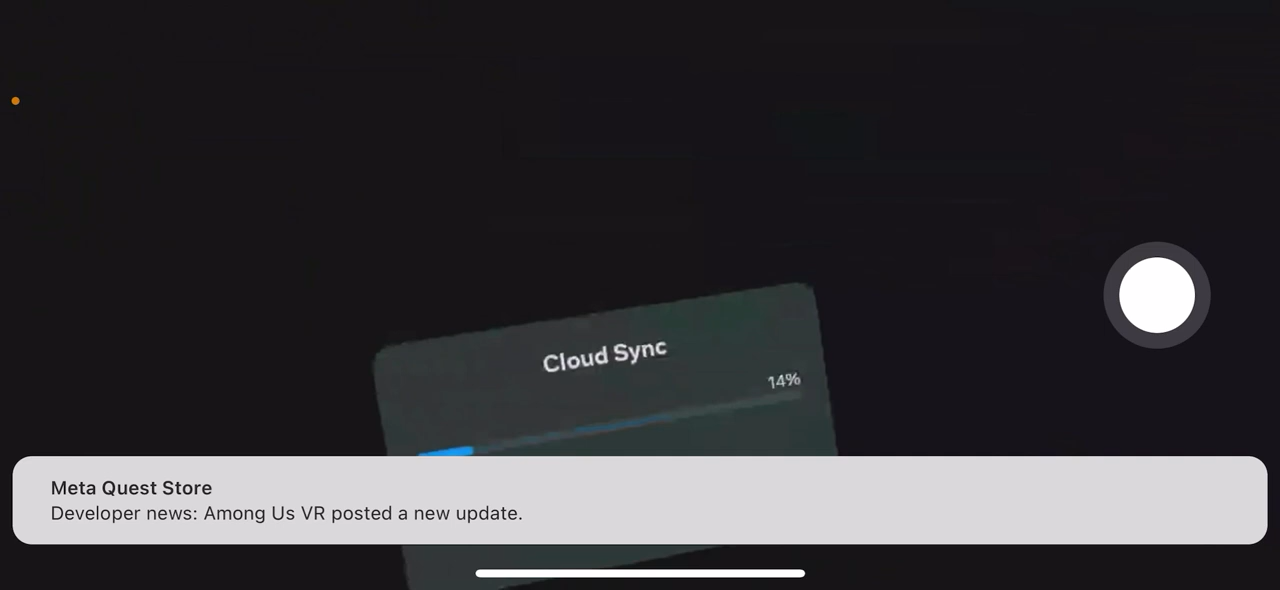 Cloud Sync
14%
Meta Quest Store
Developer news: Among Us VR posted a new update.